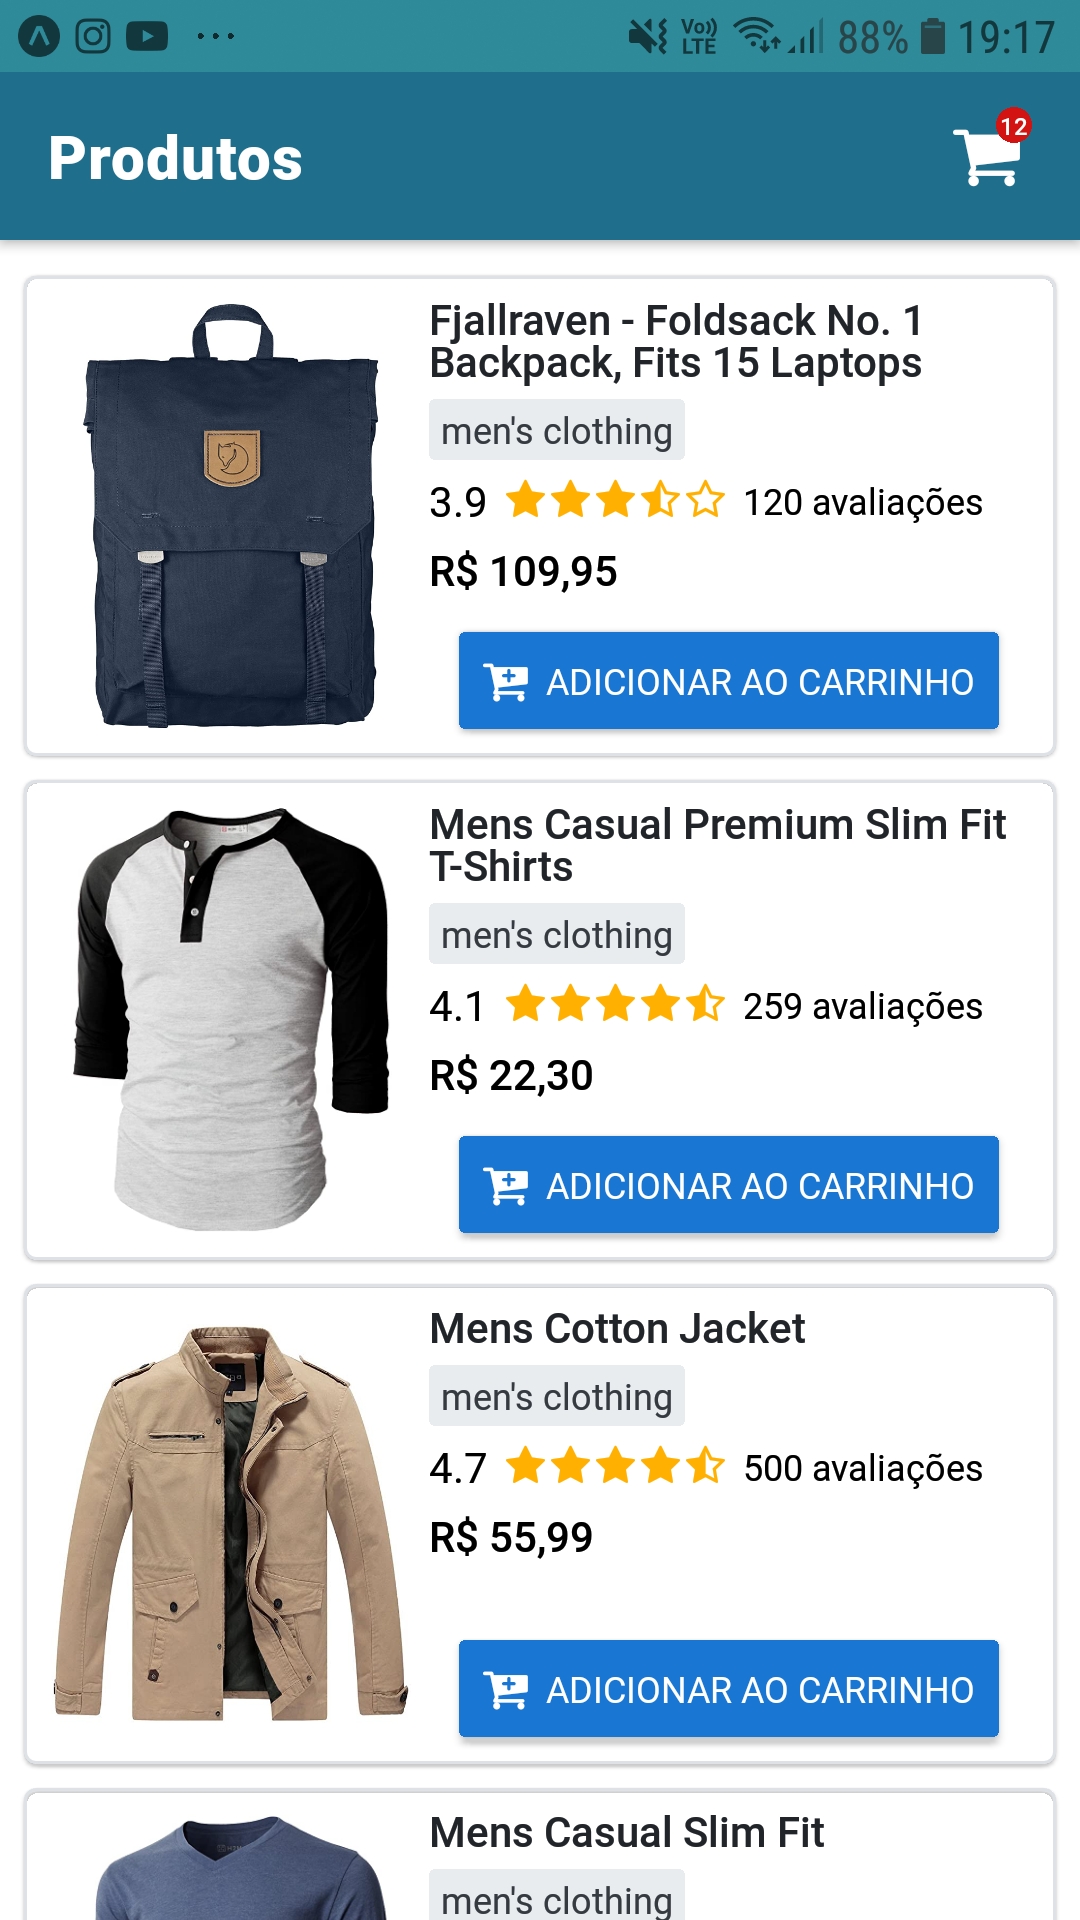 Vo)) LTE 88% 19:17
Produtos
12
Fjallraven - Foldsack No. 1
Backpack, Fits 15 Laptops
men's clothing
3.9 120 avaliações
R$ 109,95
ADICIONAR AO CARRINHO
Mens Casual Premium Slim Fit
T-Shirts
men's clothing
4.1 259 avaliações
R$ 22,30
ADICIONAR AO CARRINHO
Mens Cotton Jacket
men's clothing
4.7 500 avaliações
R$ 55,99
ADICIONAR AO CARRINHO
Mens Casual Slim Fit
men's clothing